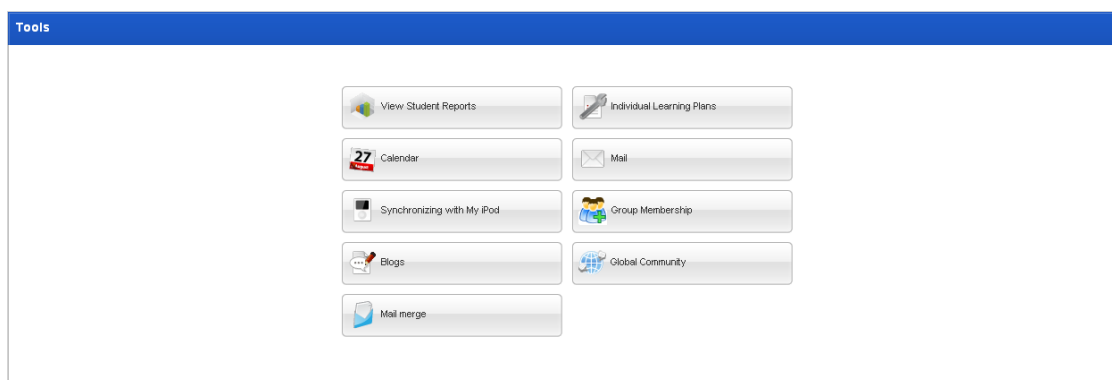 Tools
View Student Reports
Individual Learning Plans
27
Calendar
Mail
Synchronizing with My iPod
Group Membership
Blogs
Global Community
Mail merge